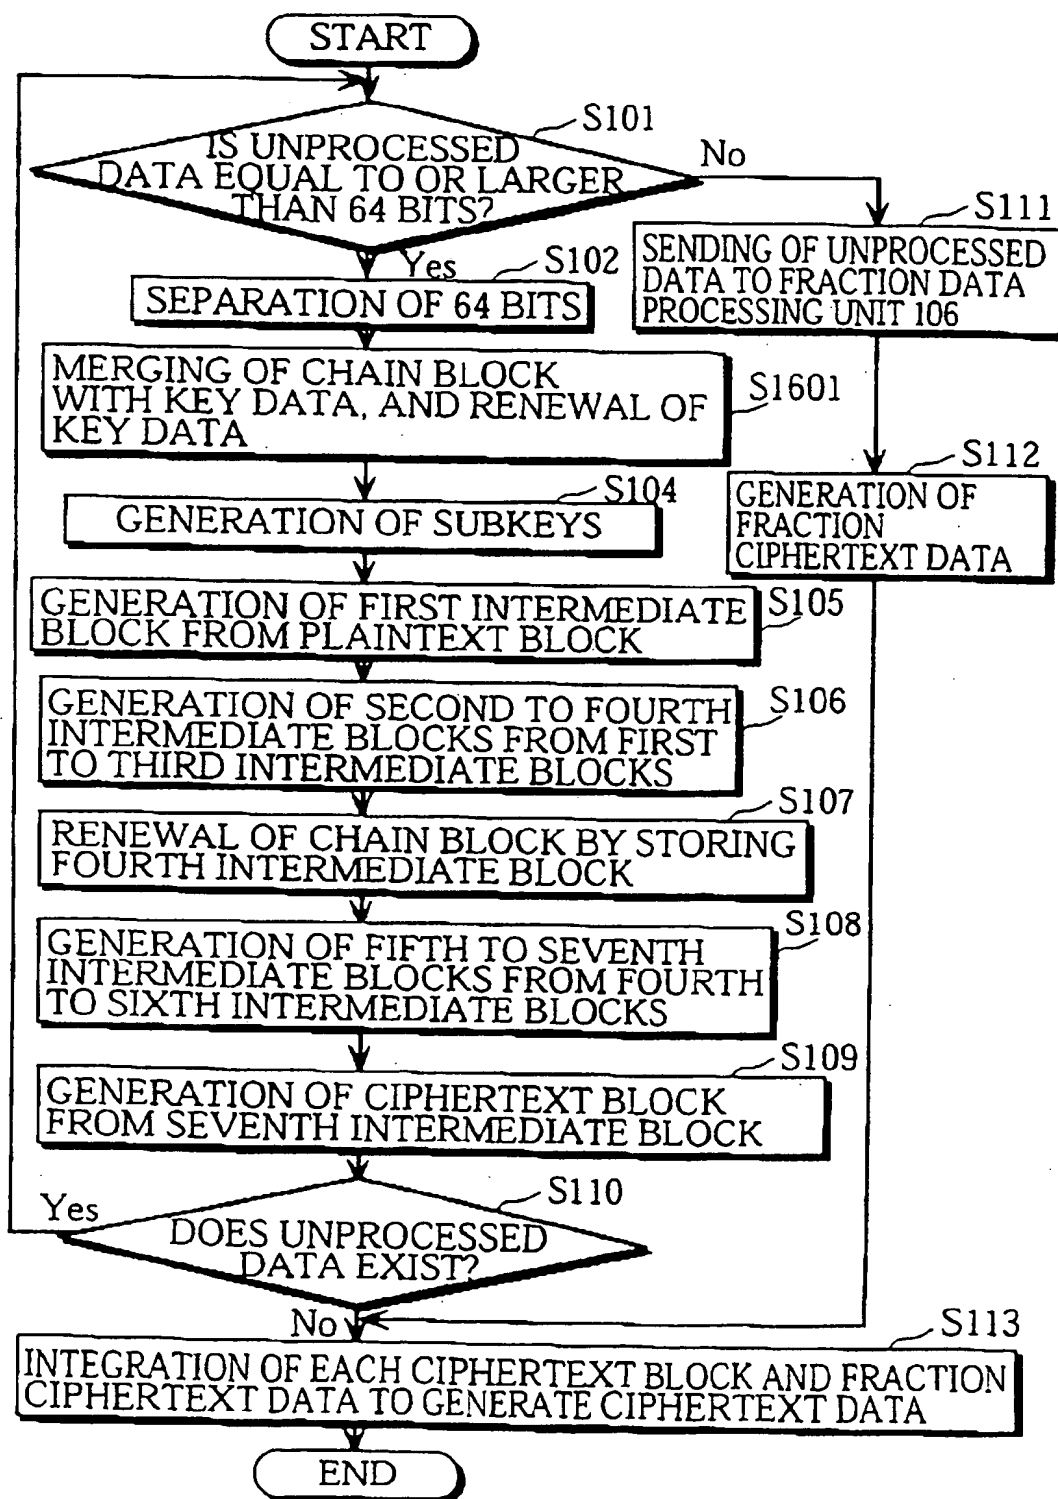 START
S101
IS UNPROCESSED
DATA EQUAL TO OR LARGER
THAN 64 BITS?
No
Yes
S102
SEPARATION OF 64 BITS
S111
SENDING OF UNPROCESSED
DATA TO FRACTION DATA
PROCESSING UNIT 106
MERGING OF CHAIN BLOCK
WITH KEY DATA, AND RENEWAL OF
KEY DATA
S1601
S112
GENERATION OF
FRACTION
CIPHERTEXT DATA
S104
GENERATION OF SUBKEYS
S105
GENERATION OF FIRST INTERMEDIATE
BLOCK FROM PLAINTEXT BLOCK
S106
GENERATION OF SECOND TO FOURTH
INTERMEDIATE BLOCKS FROM FIRST
TO THIRD INTERMEDIATE BLOCKS
S107
RENEWAL OF CHAIN BLOCK BY STORING
FOURTH INTERMEDIATE BLOCK
S108
GENERATION OF FIFTH TO SEVENTH
INTERMEDIATE BLOCKS FROM FOURTH
TO SIXTH INTERMEDIATE BLOCKS
S109
GENERATION OF CIPHERTEXT BLOCK
FROM SEVENTH INTERMEDIATE BLOCK
S110
Yes
DOES UNPROCESSED
DATA EXIST?
No
S113
INTEGRATION OF EACH CIPHERTEXT BLOCK AND FRACTION
CIPHERTEXT DATA TO GENERATE CIPHERTEXT DATA
END